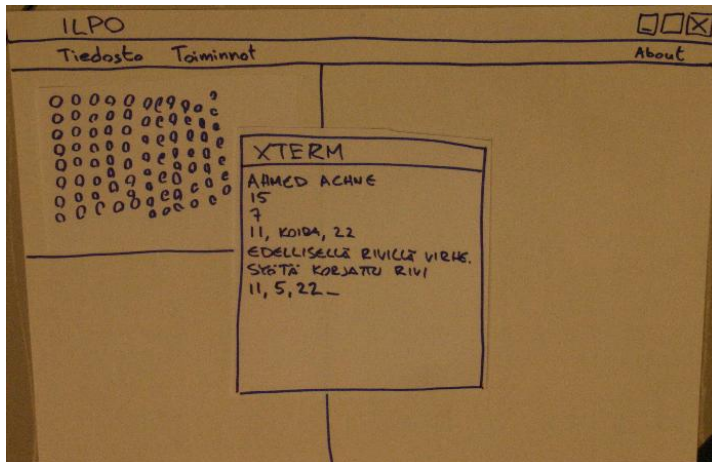 ILPO
Tiedosto Toiminnot About
XTERM
AHMED ACHNE
15
7
11, KOIRA, 22
EDELLISELLÄ RIVILLÄ VIRHE.
SYÖTÄ KORJATTU RIVI
11, 5, 22_